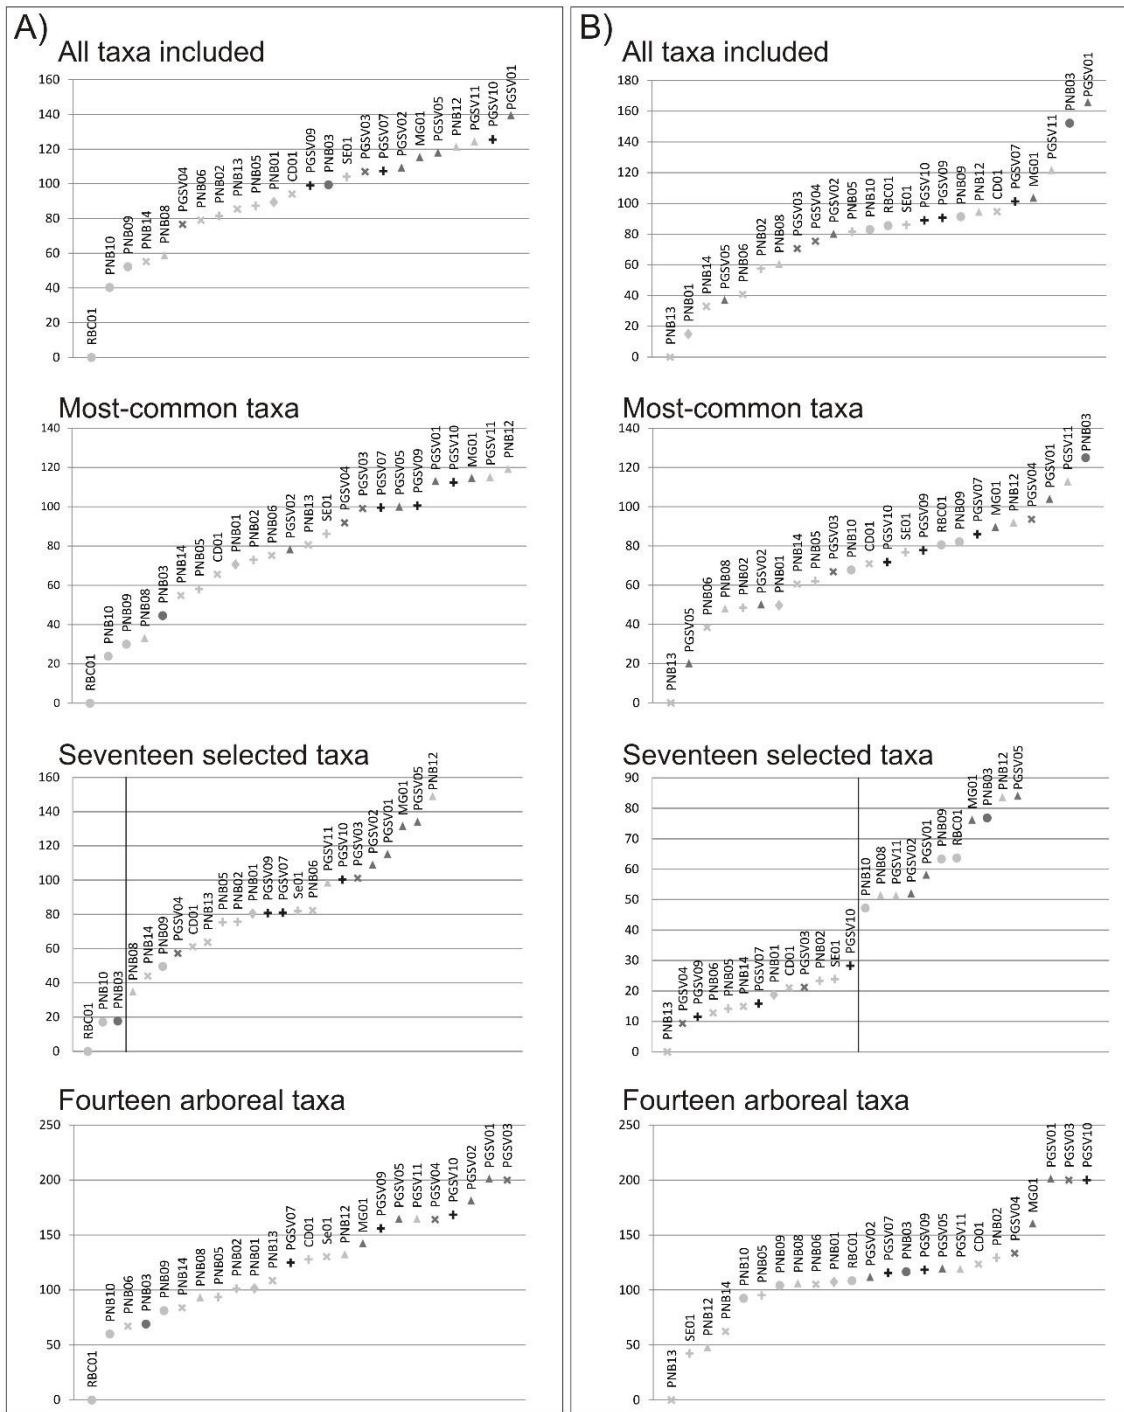 A)
All taxa included
160
140
120
100
80
60
40
20
0
RBC01
PNB10
PNB09
PNB14
PNB08
PGSV04
PNB06
PNB02
PNB13
PNB05
PNB01
CD01
PGSV09
PNB03
SE01
PGSV03
PGSV07
PGSV02
MG01
PGSV05
PNB12
PGSV11
PGSV10
PGSV01
Most-common taxa
140
120
100
80
60
40
20
0
RBC01
PNB10
PNB09
PNB08
PNB03
PNB14
PNB05
CD01
PNB01
PNB02
PNB06
PGSV02
PNB13
SE01
PGSV04
PGSV03
PGSV07
PGSV05
PGSV09
PGSV01
PGSV10
MG01
PGSV11
PNB12
Seventeen selected taxa
160
140
120
100
80
60
40
20
0
RBC01
PNB10
PNB03
PNB08
PNB14
PNB09
PGSV04
CD01
PNB13
PNB05
PNB02
PNB01
PGSV09
PGSV07
Se01
PNB06
PGSV11
PGSV10
PGSV03
PGSV02
PGSV01
MG01
PGSV05
PNB12
Fourteen arboreal taxa
250
200
150
100
50
0
RBC01
PNB10
PNB06
PNB03
PNB09
PNB14
PNB08
PNB05
PNB02
PNB01
PNB13
PGSV07
CD01
Se01
PNB12
MG01
PGSV09
PGSV05
PGSV11
PGSV04
PGSV10
PGSV02
PGSV01
PGSV03
B)
All taxa included
180
160
140
120
100
80
60
40
20
0
PNB13
PNB01
PNB14
PGSV05
PNB06
PNB02
PNB08
PGSV03
PGSV04
PGSV02
PNB05
PNB10
RBC01
SE01
PGSV10
PGSV09
PNB09
PNB12
CD01
PGSV07
MG01
PGSV11
PNB03
PGSV01
Most-common taxa
140
120
100
80
60
40
20
0
PNB13
PGSV05
PNB06
PNB08
PNB02
PGSV02
PNB01
PNB14
PNB05
PGSV03
PNB10
CD01
PGSV10
SE01
PGSV09
RBC01
PNB09
PGSV07
MG01
PNB12
PGSV04
PGSV01
PGSV11
PNB03
Seventeen selected taxa
90
80
70
60
50
40
30
20
10
0
PNB13
PGSV04
PGSV09
PNB06
PNB05
PNB14
PGSV07
PNB01
CD01
PGSV03
PNB02
SE01
PGSV10
PNB10
PNB08
PGSV11
PGSV02
PGSV01
PNB09
RBC01
MG01
PNB03
PNB12
PGSV05
Fourteen arboreal taxa
250
200
150
100
50
0
PNB13
SE01
PNB12
PNB14
PNB10
PNB05
PNB09
PNB08
PNB06
PNB01
RBC01
PGSV02
PGSV07
PNB03
PGSV09
PGSV05
PGSV11
CD01
PNB02
PGSV04
MG01
PGSV01
PGSV03
PGSV10